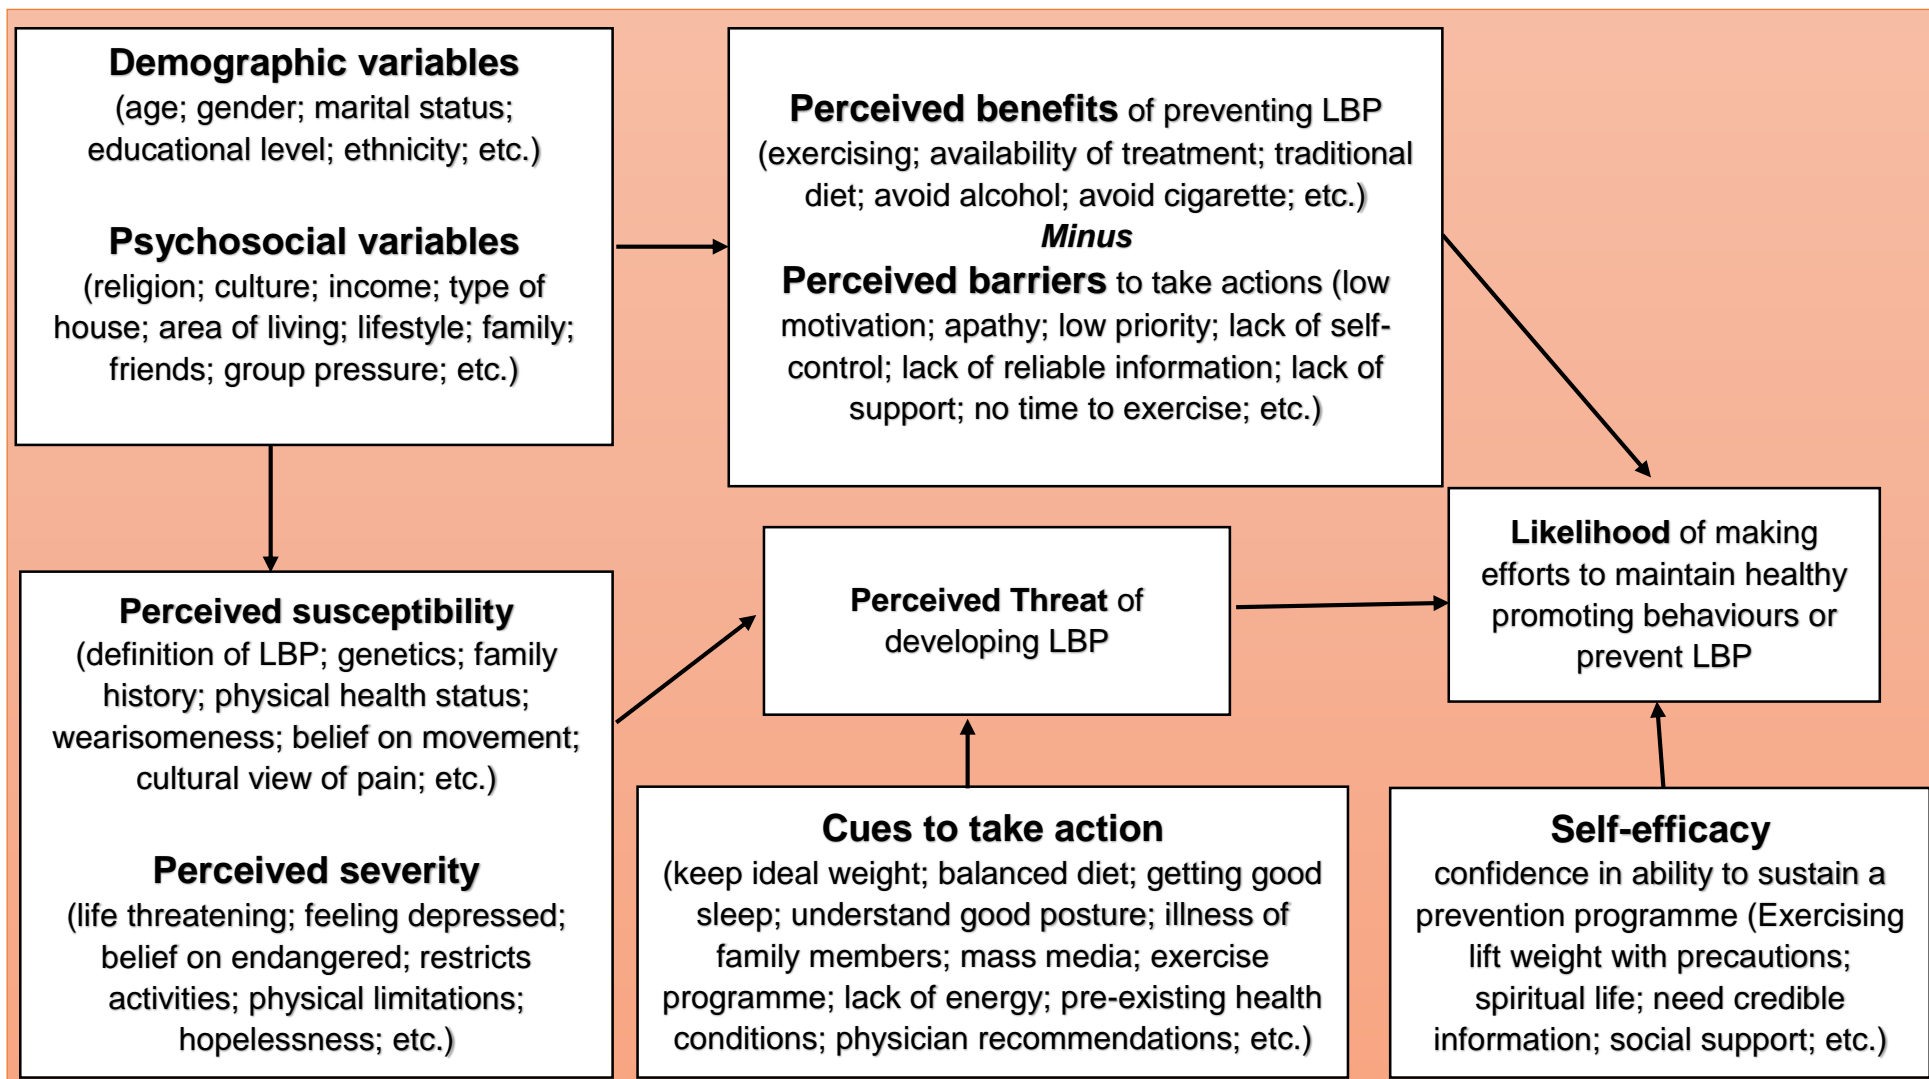 Demographic variables
(age; gender; marital status;
educational level; ethnicity; etc.)
Psychosocial variables
(religion; culture; income; type of
house; area of living; lifestyle; family;
friends; group pressure; etc.)
Perceived benefits of preventing LBP
(exercising; availability of treatment; traditional
diet; avoid alcohol; avoid cigarette; etc.)
Minus
Perceived barriers to take actions (low
motivation; apathy; low priority; lack of self-
control; lack of reliable information; lack of
support; no time to exercise; etc.)
Perceived susceptibility
(definition of LBP; genetics; family
history; physical health status;
wearisomeness; belief on movement;
cultural view of pain; etc.)
Perceived severity
(life threatening; feeling depressed;
belief on endangered; restricts
activities; physical limitations;
hopelessness; etc.)
Perceived Threat of
developing LBP
Likelihood of making
efforts to maintain healthy
promoting behaviours or
prevent LBP
Cues to take action
(keep ideal weight; balanced diet; getting good
sleep; understand good posture; illness of
family members; mass media; exercise
programme; lack of energy; pre-existing health
conditions; physician recommendations; etc.)
Self-efficacy
confidence in ability to sustain a
prevention programme (Exercising
lift weight with precautions;
spiritual life; need credible
information; social support; etc.)